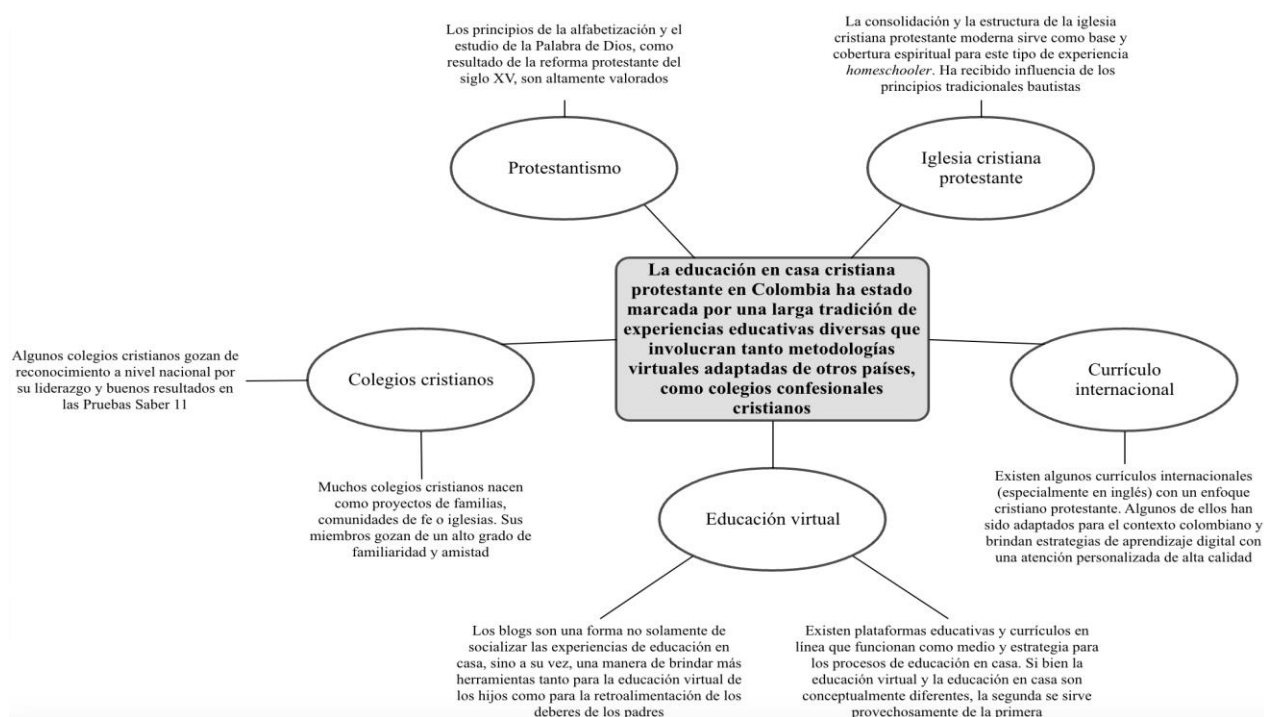 Los principios de la alfabetización y el
estudio de la Palabra de Dios, como
resultado de la reforma protestante del
siglo XV, son altamente valorados
La consolidación y la estructura de la iglesia
cristiana protestante moderna sirve como base y
cobertura espiritual para este tipo de experiencia
homeschooler. Ha recibido influencia de los
principios tradicionales bautistas
Protestantismo
Iglesia cristiana
protestante
La educación en casa cristiana
protestante en Colombia ha estado
marcada por una larga tradición de
experiencias educativas diversas que
involucran tanto metodologías
virtuales adaptadas de otros países,
como colegios confesionales
cristianos
Algunos colegios cristianos gozan de
reconocimiento a nivel nacional por
su liderazgo y buenos resultados en
las Pruebas Saber 11
Colegios cristianos
Currículo
internacional
Muchos colegios cristianos nacen
como proyectos de familias,
comunidades de fe o iglesias. Sus
miembros gozan de un alto grado de
familiaridad y amistad
Educación virtual
Existen algunos currículos internacionales
(especialmente en inglés) con un enfoque
cristiano protestante. Algunos de ellos han
sido adaptados para el contexto colombiano y
brindan estrategias de aprendizaje digital con
una atención personalizada de alta calidad
Los blogs son una forma no solamente de
socializar las experiencias de educación en
casa, sino a su vez, una manera de brindar más
herramientas tanto para la educación virtual de
los hijos como para la retroalimentación de los
deberes de los padres
Existen plataformas educativas y currículos en
línea que funcionan como medio y estrategia para
los procesos de educación en casa. Si bien la
educación virtual y la educación en casa son
conceptualmente diferentes, la segunda se sirve
provechosamente de la primera